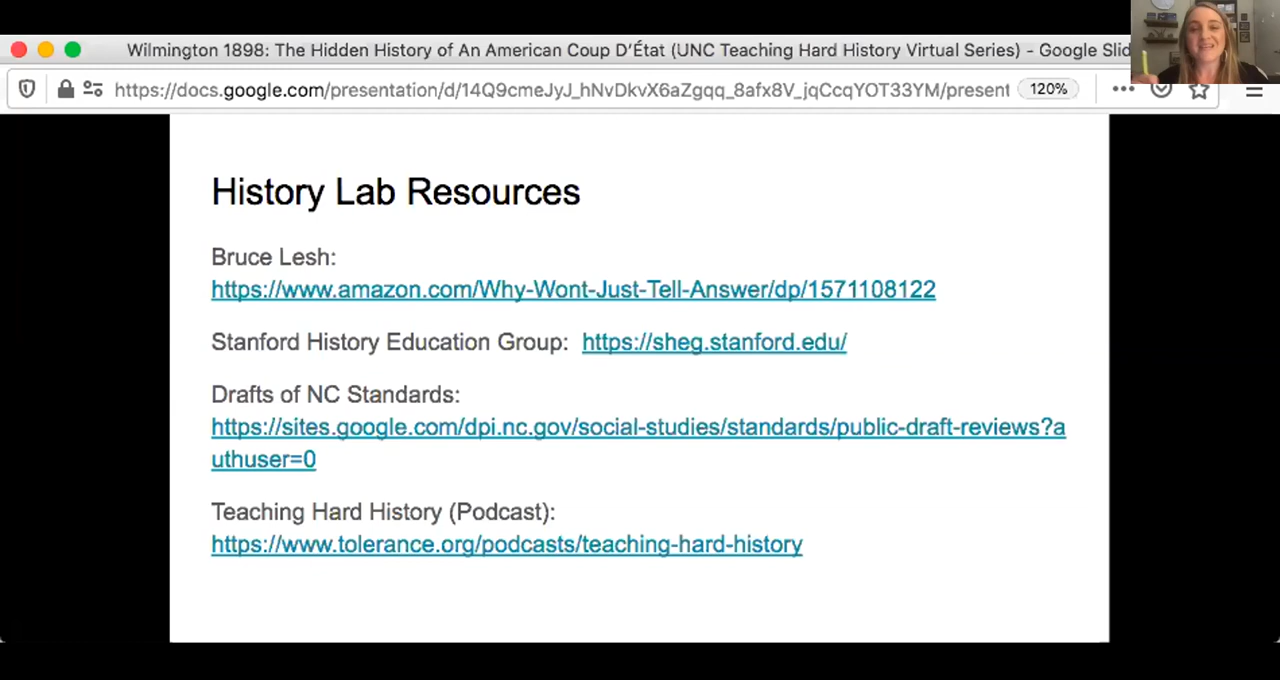 Wilmington 1898: The Hidden History of An American Coup D'État (UNC Teaching Hard History Virtual Series) - Google Slid
https://docs.google.com/presentation/d/14Q9cmeJyJ_hNvDkvX6aZgqq_8afx8V_jqCcqYOT33YM/present
120%
History Lab Resources
Bruce Lesh:
https://www.amazon.com/Why-Wont-Just-Tell-Answer/dp/1571108122
Stanford History Education Group: https://sheg.stanford.edu/
Drafts of NC Standards:
https://sites.google.com/dpi.nc.gov/social-studies/standards/public-draft-reviews?a
uthuser=0
Teaching Hard History (Podcast):
https://www.tolerance.org/podcasts/teaching-hard-history